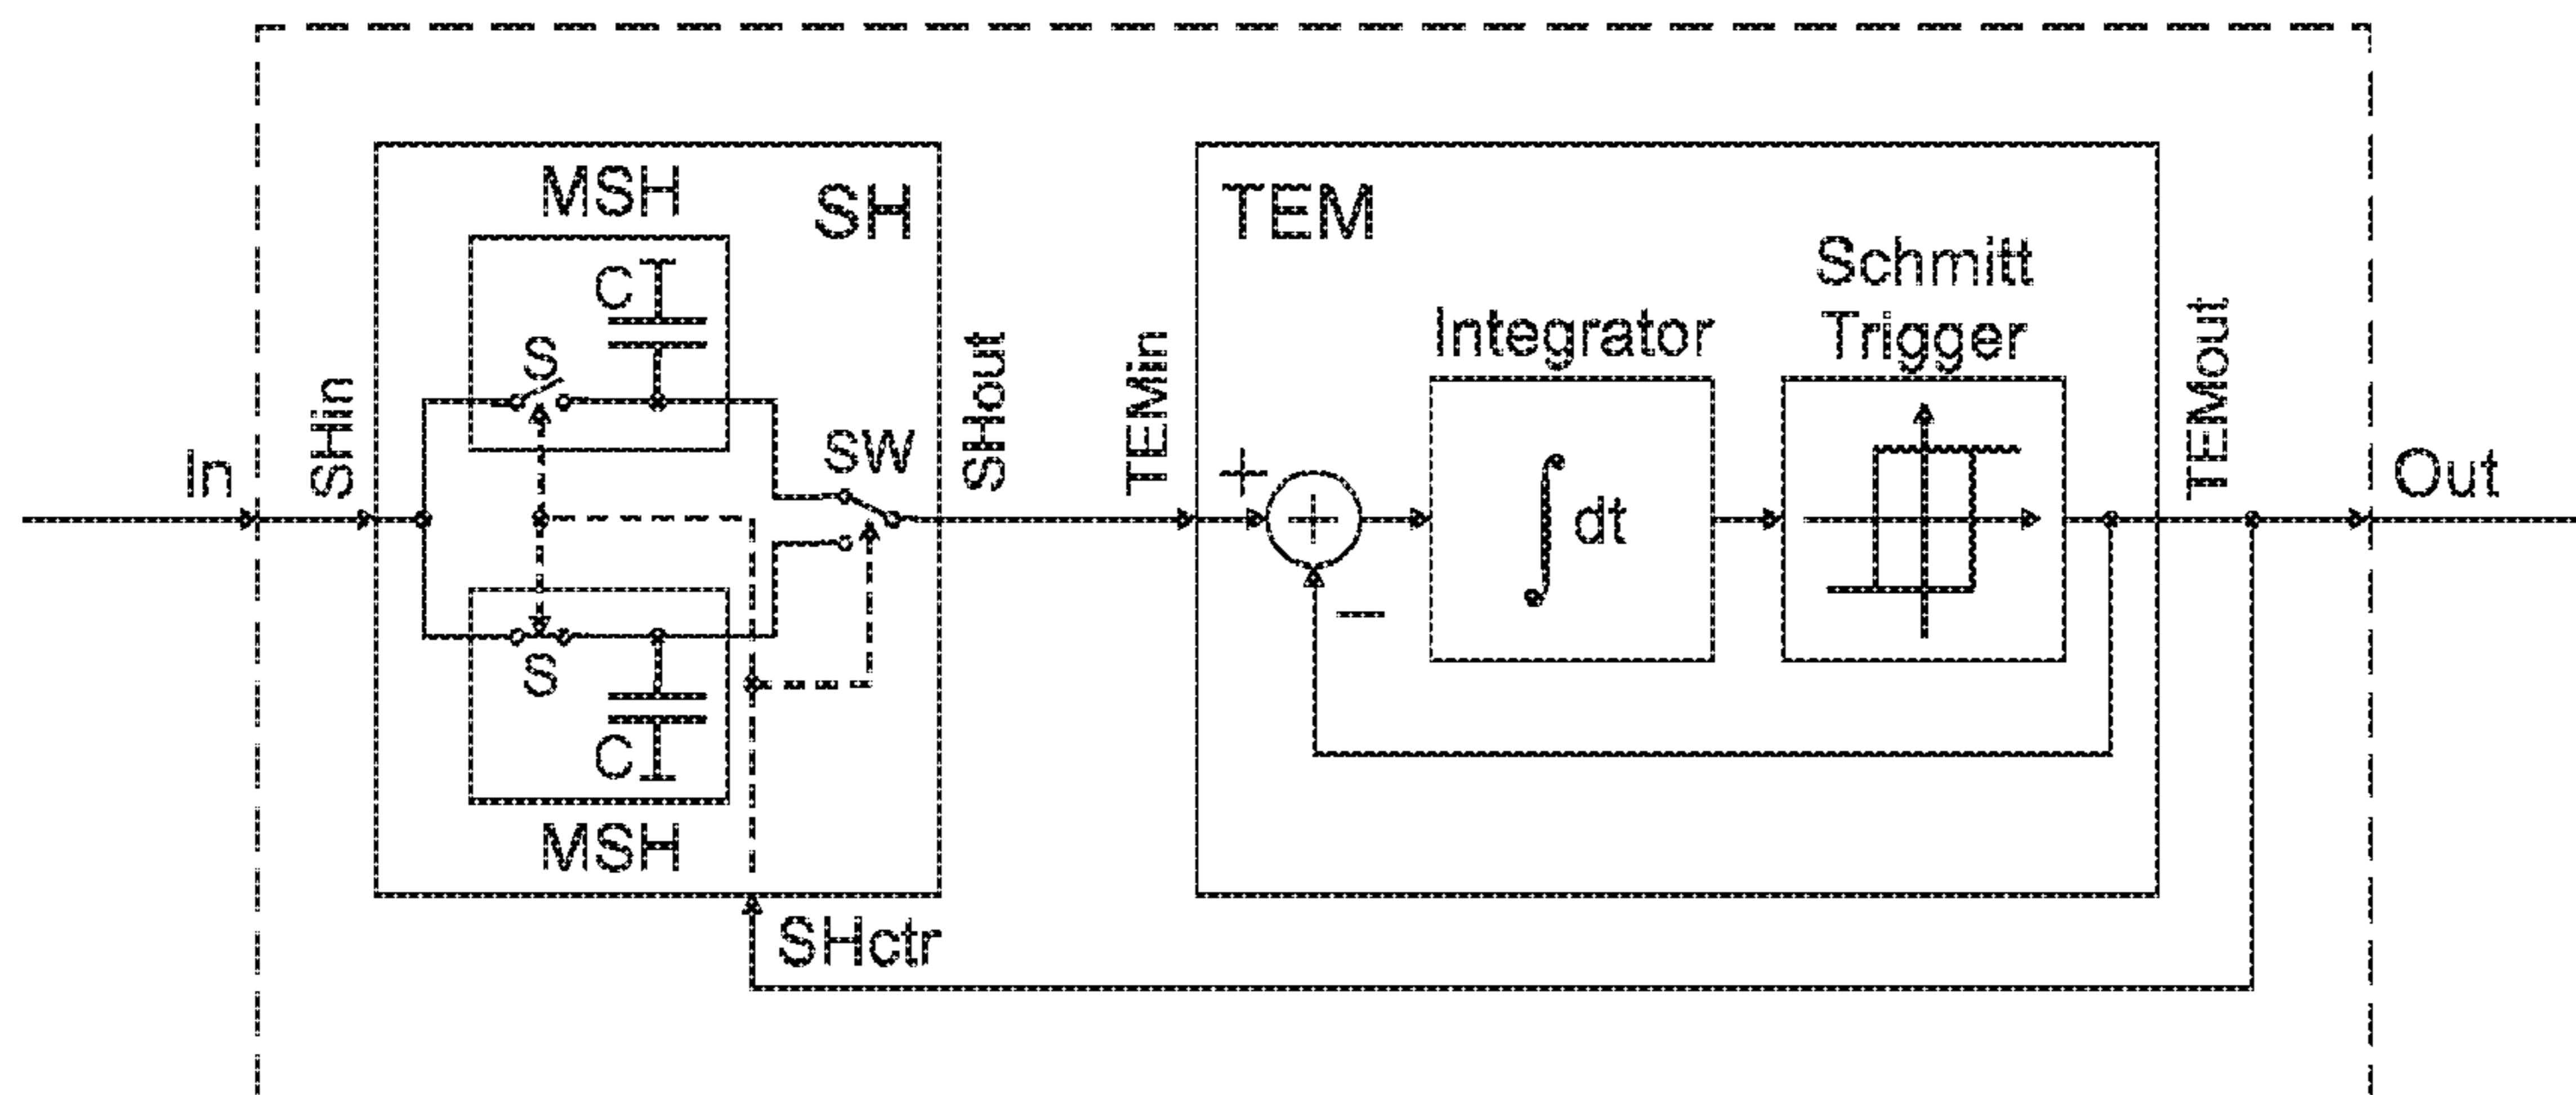 MSH
SH
C
S
SW
S
C
MSH
In
SHin
SHout
SHctr
TEMin
TEM
+
+
−
Integrator
∫ dt
Schmitt
Trigger
TEMout
Out